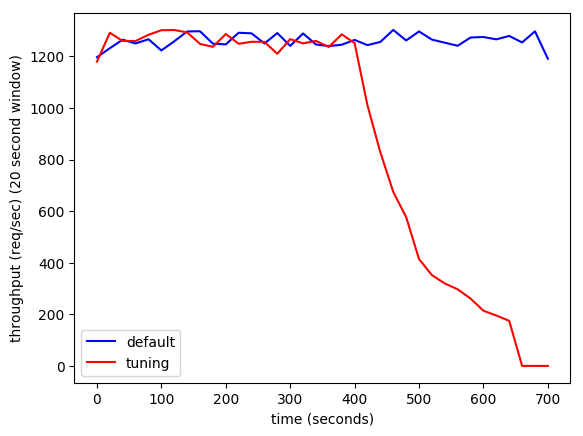 throughput (req/sec) (20 second window)
1200
1000
800
600
400
200
0
default
tuning
0 100 200 300 400 500 600 700
time (seconds)